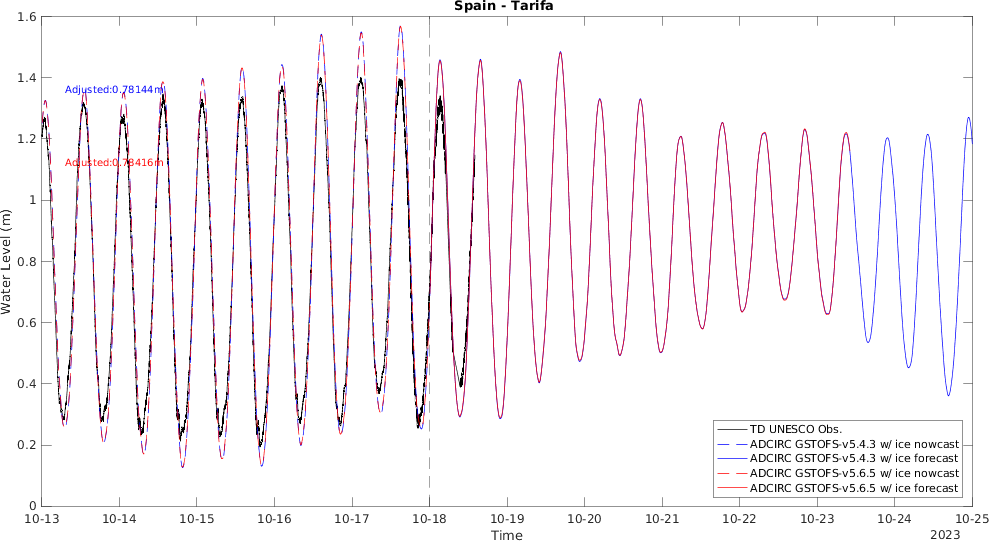 Spain - Tarifa
Water Level (m)
1.6
1.4
1.2
1
0.8
0.6
0.4
0.2
0
Adjusted:0.78144m
Adjusted:0.78416m
TD UNESCO Obs.
ADCIRC GSTOFS-v5.4.3 w/ ice nowcast
ADCIRC GSTOFS-v5.4.3 w/ ice forecast
ADCIRC GSTOFS-v5.6.5 w/ ice nowcast
ADCIRC GSTOFS-v5.6.5 w/ ice forecast
10-13 10-14 10-15 10-16 10-17 10-18 10-19 10-20 10-21 10-22 10-23 10-24 10-25
Time
2023